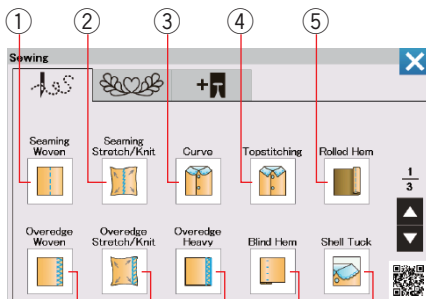 ① ② ③ ④ ⑤
Sewing
Seaming Woven
Seaming Stretch/Knit
Curve
Topstitching
Rolled Hem
1/3
Overedge Woven
Overedge Stretch/Knit
Overedge Heavy
Blind Hem
Shell Tuck